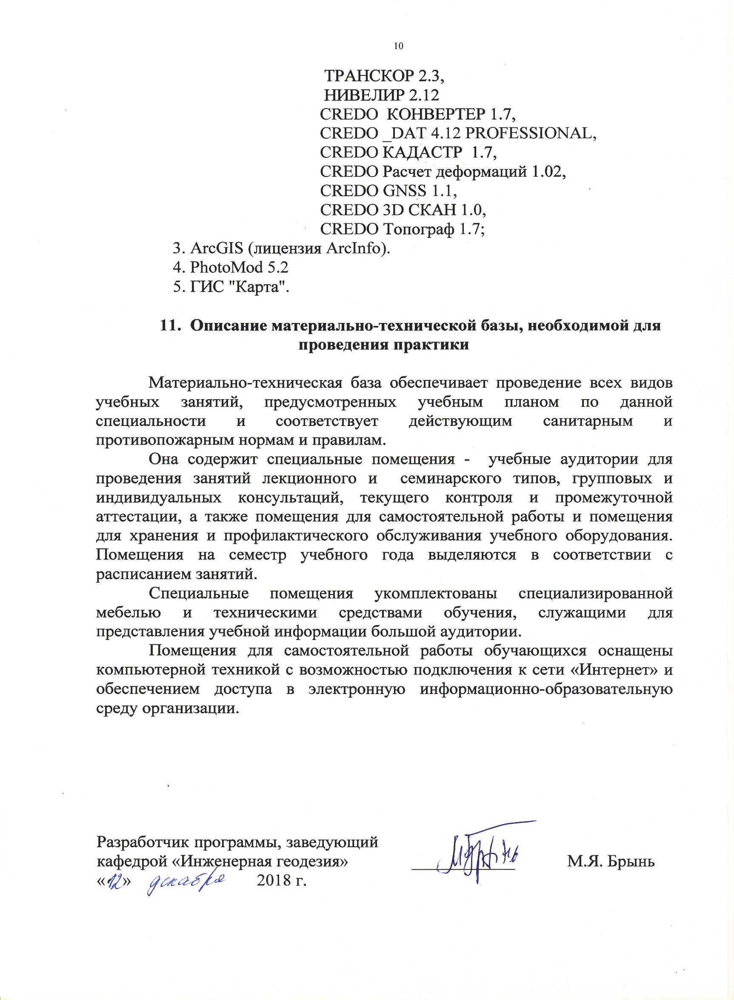 10
ТРАНСКОР 2.3,
НИВЕЛИР 2.12
CREDO КОНВЕРТЕР 1.7,
CREDO _DAT 4.12 PROFESSIONAL,
CREDO КАДАСТР 1.7,
CREDO Расчет деформаций 1.02,
CREDO GNSS 1.1,
CREDO 3D СКАН 1.0,
CREDO Топограф 1.7;
3. ArcGIS (лицензия ArcInfo).
4. PhotoMod 5.2
5. ГИС "Карта".
11. Описание материально-технической базы, необходимой для
проведения практики
Материально-техническая база обеспечивает проведение всех видов
учебных занятий, предусмотренных учебным планом по данной
специальности и соответствует действующим санитарным и
противопожарным нормам и правилам.
Она содержит специальные помещения - учебные аудитории для
проведения занятий лекционного и семинарского типов, групповых и
индивидуальных консультаций, текущего контроля и промежуточной
аттестации, а также помещения для самостоятельной работы и помещения
для хранения и профилактического обслуживания учебного оборудования.
Помещения на семестр учебного года выделяются в соответствии с
расписанием занятий.
Специальные помещения укомплектованы специализированной
мебелью и техническими средствами обучения, служащими для
представления учебной информации большой аудитории.
Помещения для самостоятельной работы обучающихся оснащены
компьютерной техникой с возможностью подключения к сети «Интернет» и
обеспечением доступа в электронную информационно-образовательную
среду организации.
Разработчик программы, заведующий
кафедрой «Инженерная геодезия» М.Я. Брынь
«12» декабря 2018 г.